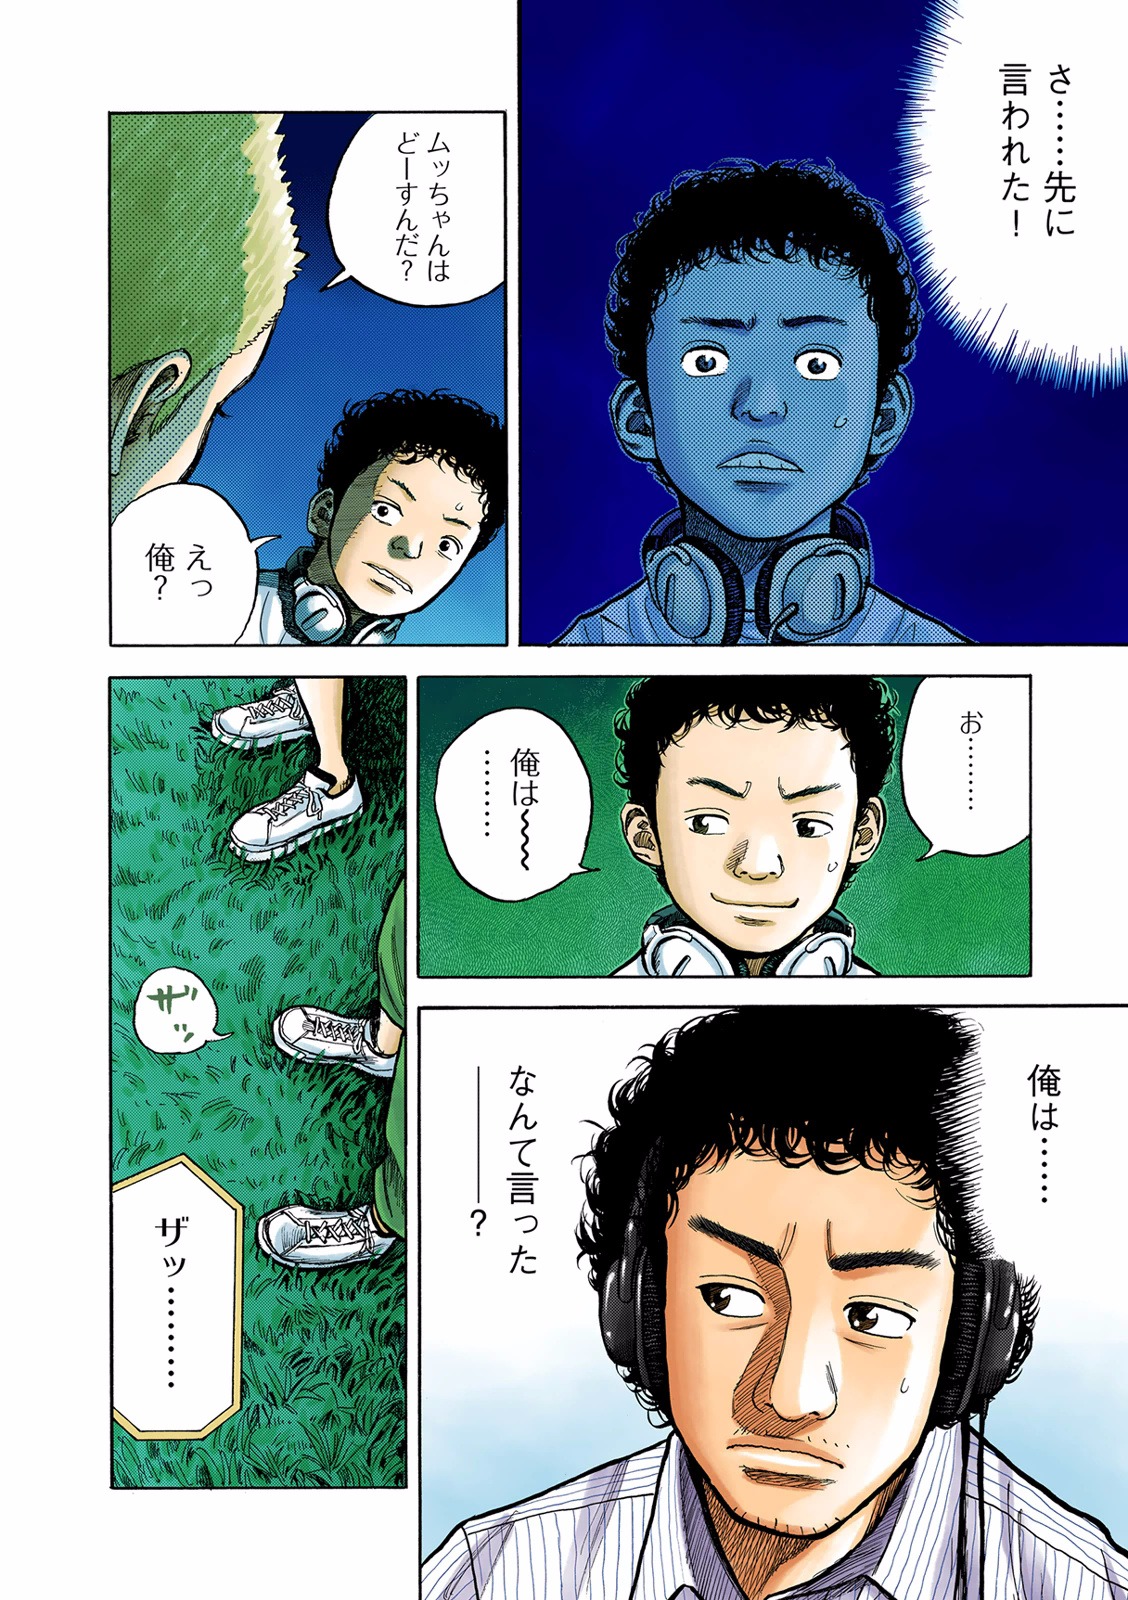 さ……先に
言われた！
ムッちゃんは
どーすんだ？
えっ
俺？
お………
俺は〜〜〜
………
ザッ
ザッ…………
俺は……
なんて言った
――――？